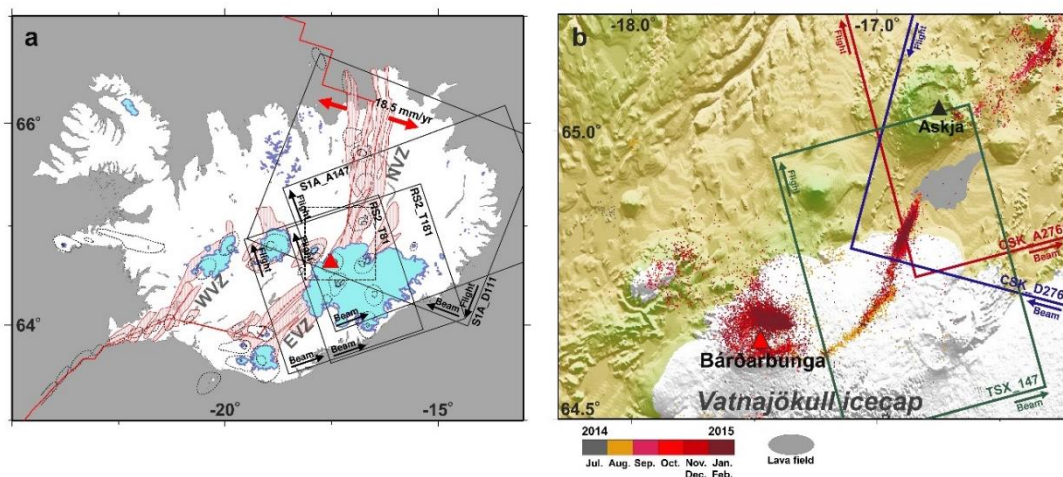 a
66°
64°
-20°
-15°
18.5 mm/yr
NVZ
WVZ
EVZ
S1A_A147
RS2_T81
RS2_T181
S1A_D111
Flight
Flight
Flight
Flight
Beam
Beam
Beam
Beam
b
-18.0°
-17.0°
65.0°
64.5°
Flight
Flight
Flight
Askja
CSK_A276
Beam
CSK_D276
Beam
TSX_147
Beam
Bárðarbunga
Vatnajökull icecap
2014
2015
Jul.
Aug.
Sep.
Oct.
Nov.
Dec.
Jan.
Feb.
Lava field